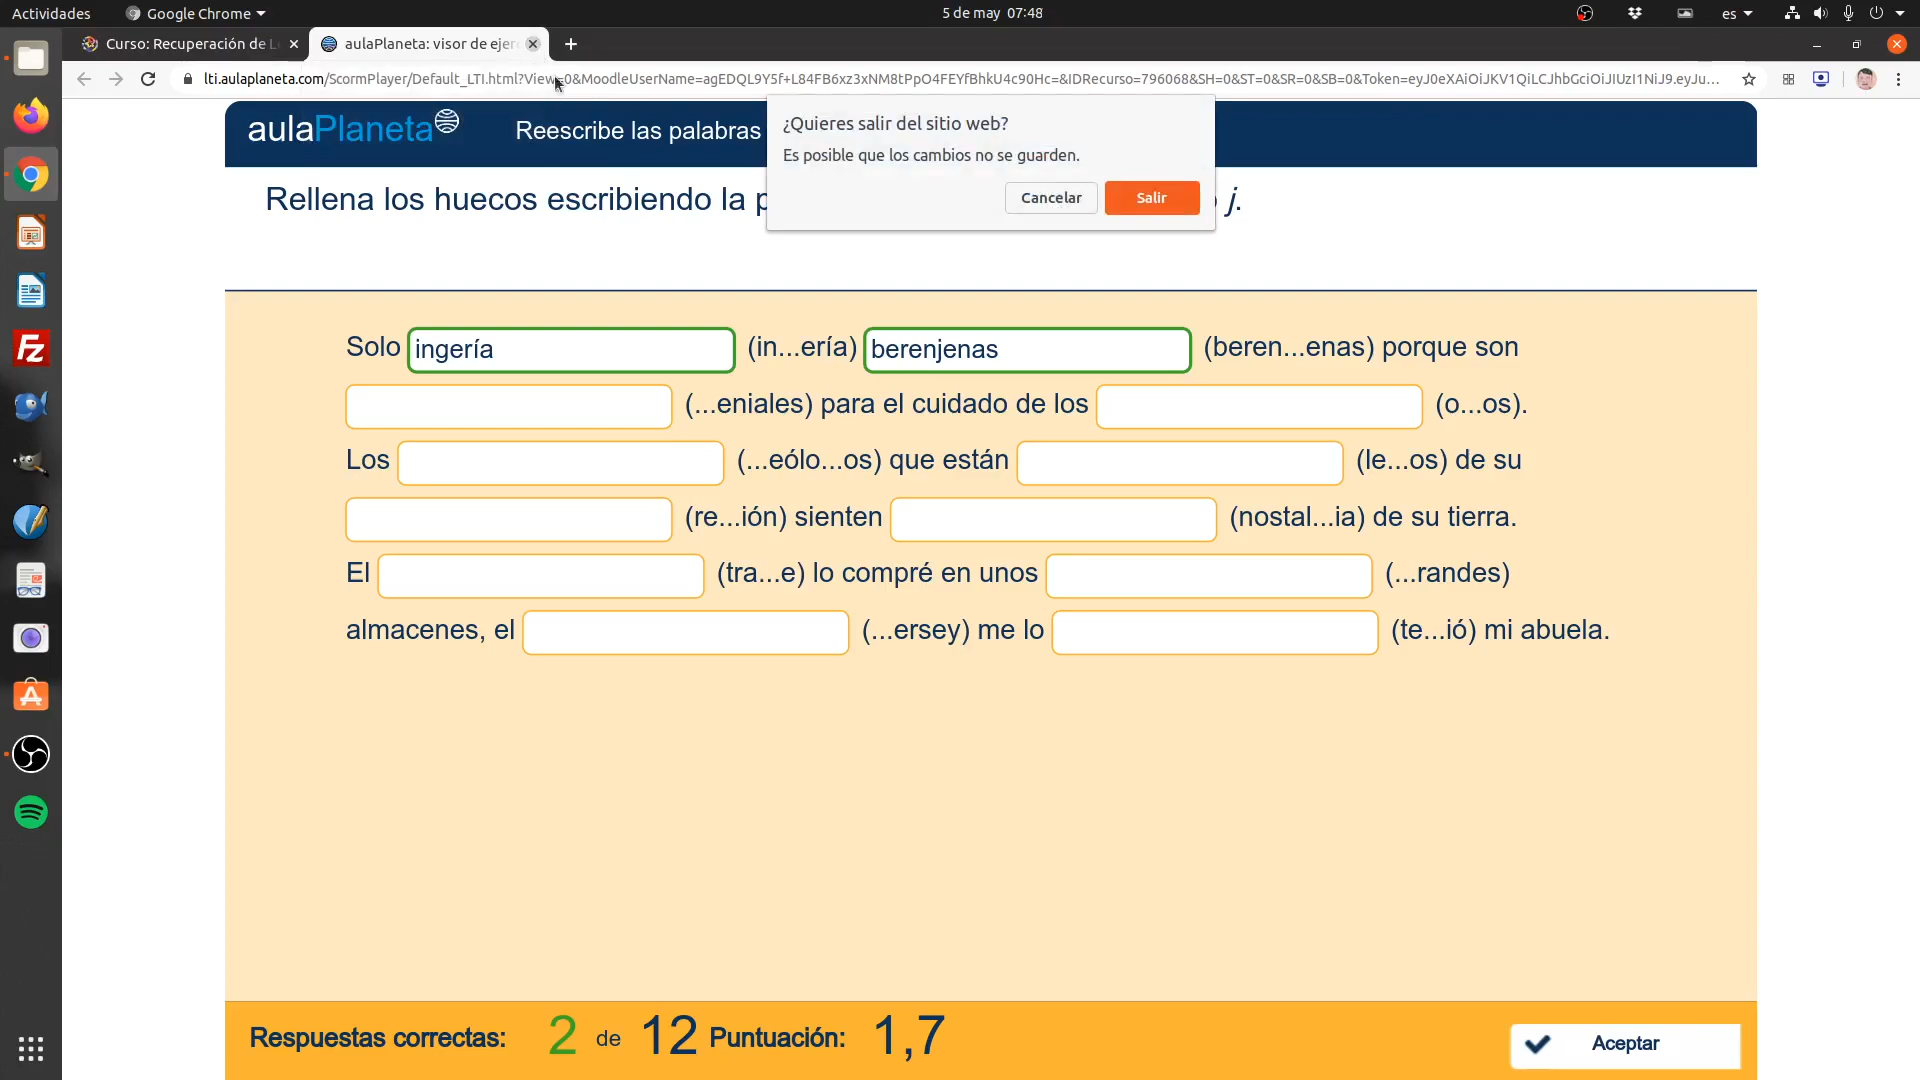 Actividades Google Chrome 5 de may 07:48 es
Curso: Recuperación de L aulaPlaneta: visor de ejer
lti.aulaplaneta.com/ScormPlayer/Default_LTI.html?View=0&MoodleUserName=agEDQL9Y5f+L84FB6xz3xNM8tPpO4FEYfBhkU4c90Hc=&IDRecurso=796068&SH=0&ST=0&SR=0&SB=0&Token=eyJ0eXAiOiJKV1QiLCJhbGciOiJIUzI1NiJ9.eyJu...
aulaPlaneta Reescribe las palabras
¿Quieres salir del sitio web?
Es posible que los cambios no se guarden.
Cancelar Salir
Rellena los huecos escribiendo la p j.
Solo ingería (in...ería) berenjenas (beren...enas) porque son
(...eniales) para el cuidado de los (o...os).
Los (...eólo...os) que están (le...os) de su
(re...ión) sienten (nostal...ia) de su tierra.
El (tra...e) lo compré en unos (...randes)
almacenes, el (...ersey) me lo (te...ió) mi abuela.
Respuestas correctas: 2 de 12 Puntuación: 1,7
Aceptar